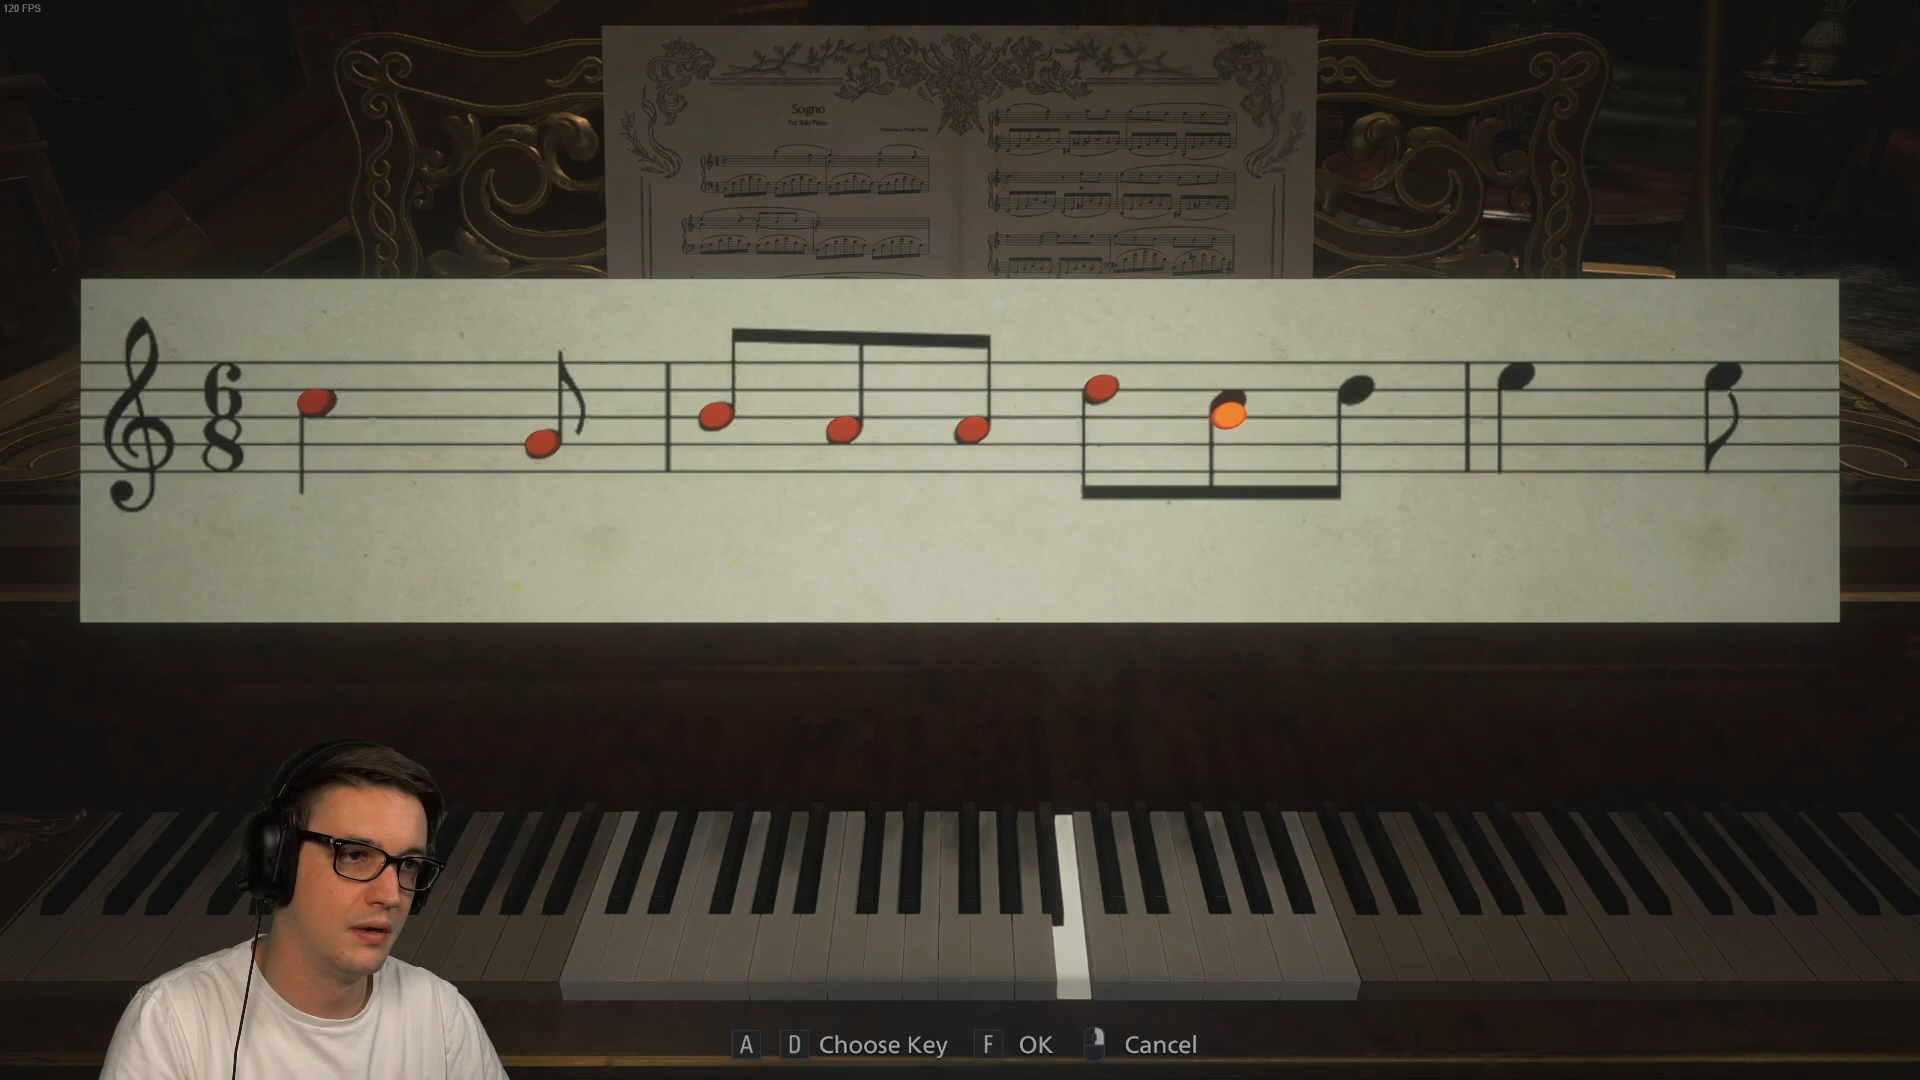 120 FPS
Sogno
For Solo Piano
6
8
A D Choose Key F OK Cancel